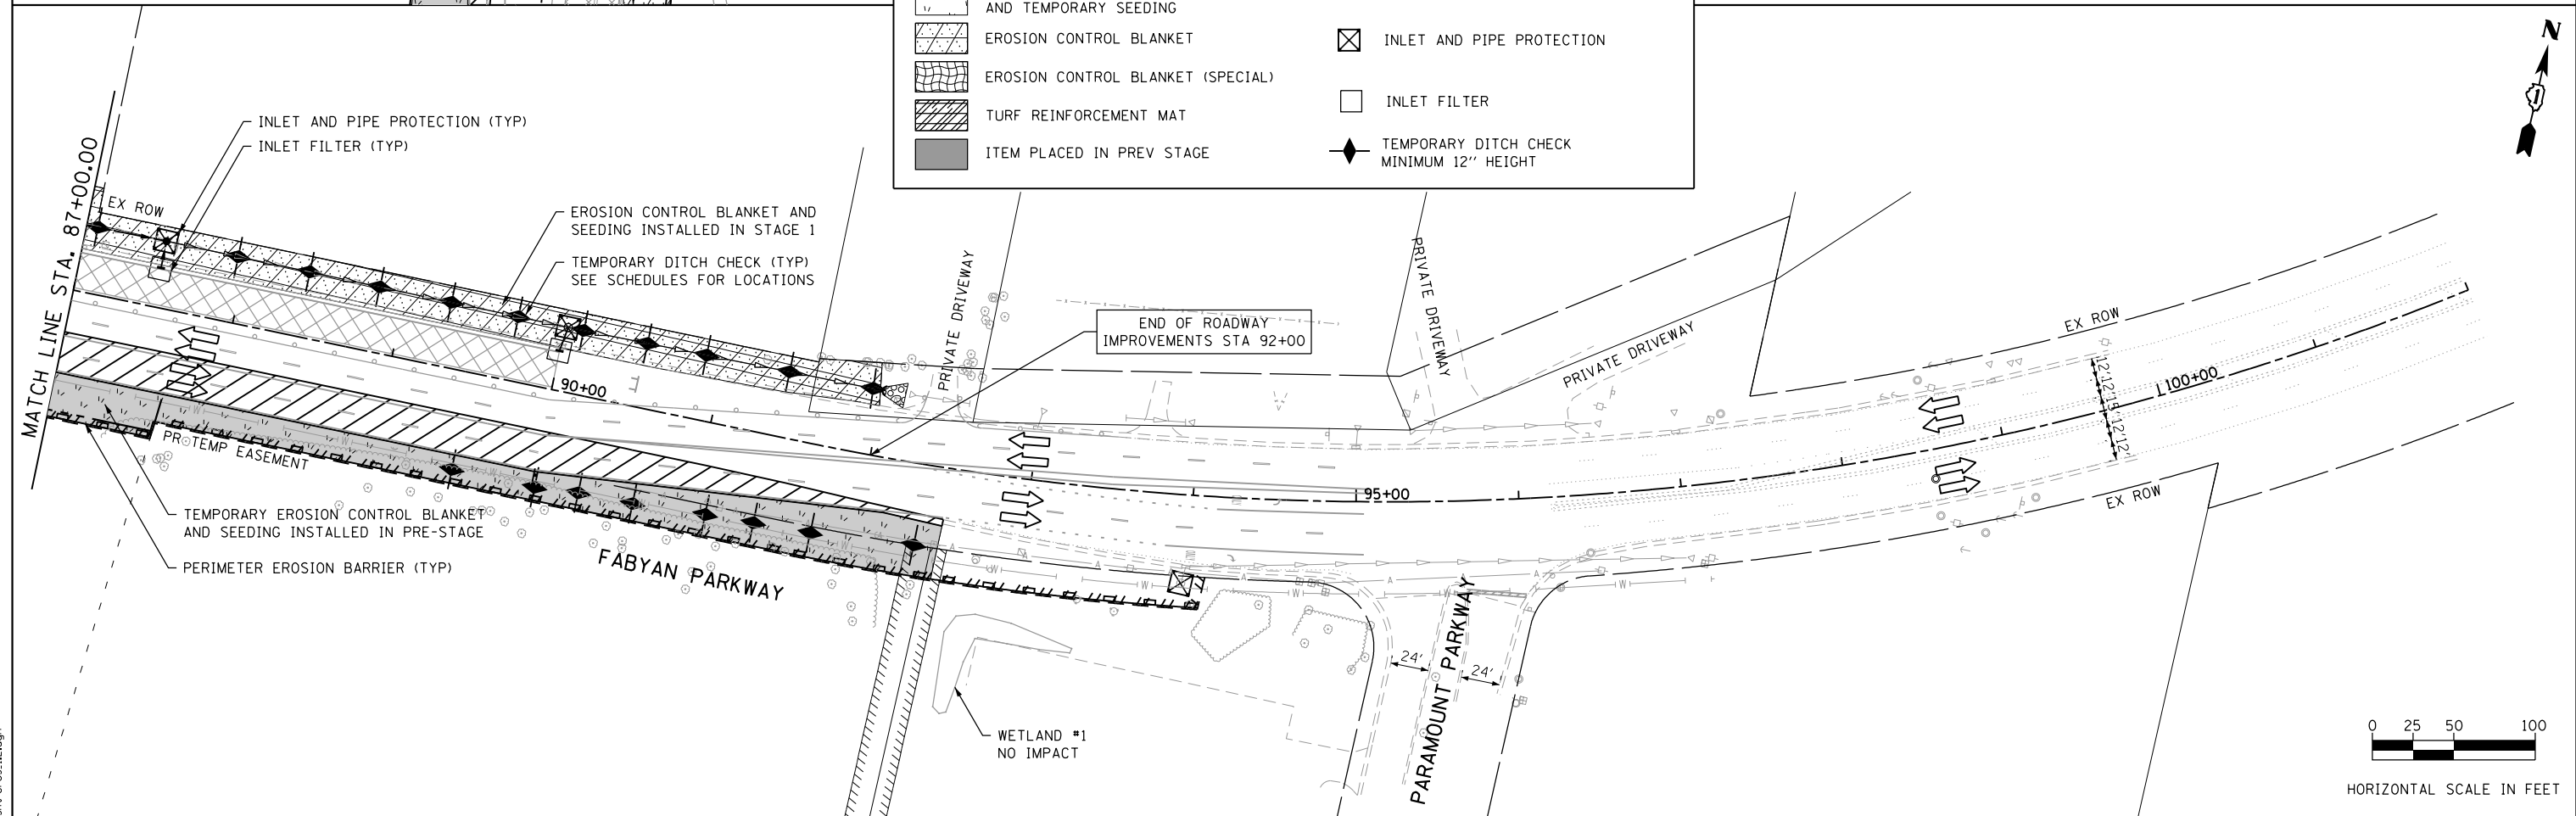 AND TEMPORARY SEEDING
EROSION CONTROL BLANKET
EROSION CONTROL BLANKET (SPECIAL)
TURF REINFORCEMENT MAT
ITEM PLACED IN PREV STAGE
INLET AND PIPE PROTECTION
INLET FILTER
TEMPORARY DITCH CHECK
MINIMUM 12'' HEIGHT
N
INLET AND PIPE PROTECTION (TYP)
INLET FILTER (TYP)
MATCH LINE STA. 87+00.00
EX ROW
EROSION CONTROL BLANKET AND
SEEDING INSTALLED IN STAGE 1
TEMPORARY DITCH CHECK (TYP)
SEE SCHEDULES FOR LOCATIONS
PRIVATE DRIVEWAY
END OF ROADWAY
IMPROVEMENTS STA 92+00
PRIVATE DRIVEWAY
PRIVATE DRIVEWAY
EX ROW
12'12'15'12'12'
100+00
90+00
95+00
EX ROW
PR TEMP EASEMENT
TEMPORARY EROSION CONTROL BLANKET
AND SEEDING INSTALLED IN PRE-STAGE
PERIMETER EROSION BARRIER (TYP)
FABYAN PARKWAY
WETLAND #1
NO IMPACT
24'
24'
PARAMOUNT PARKWAY
0 25 50 100
HORIZONTAL SCALE IN FEET